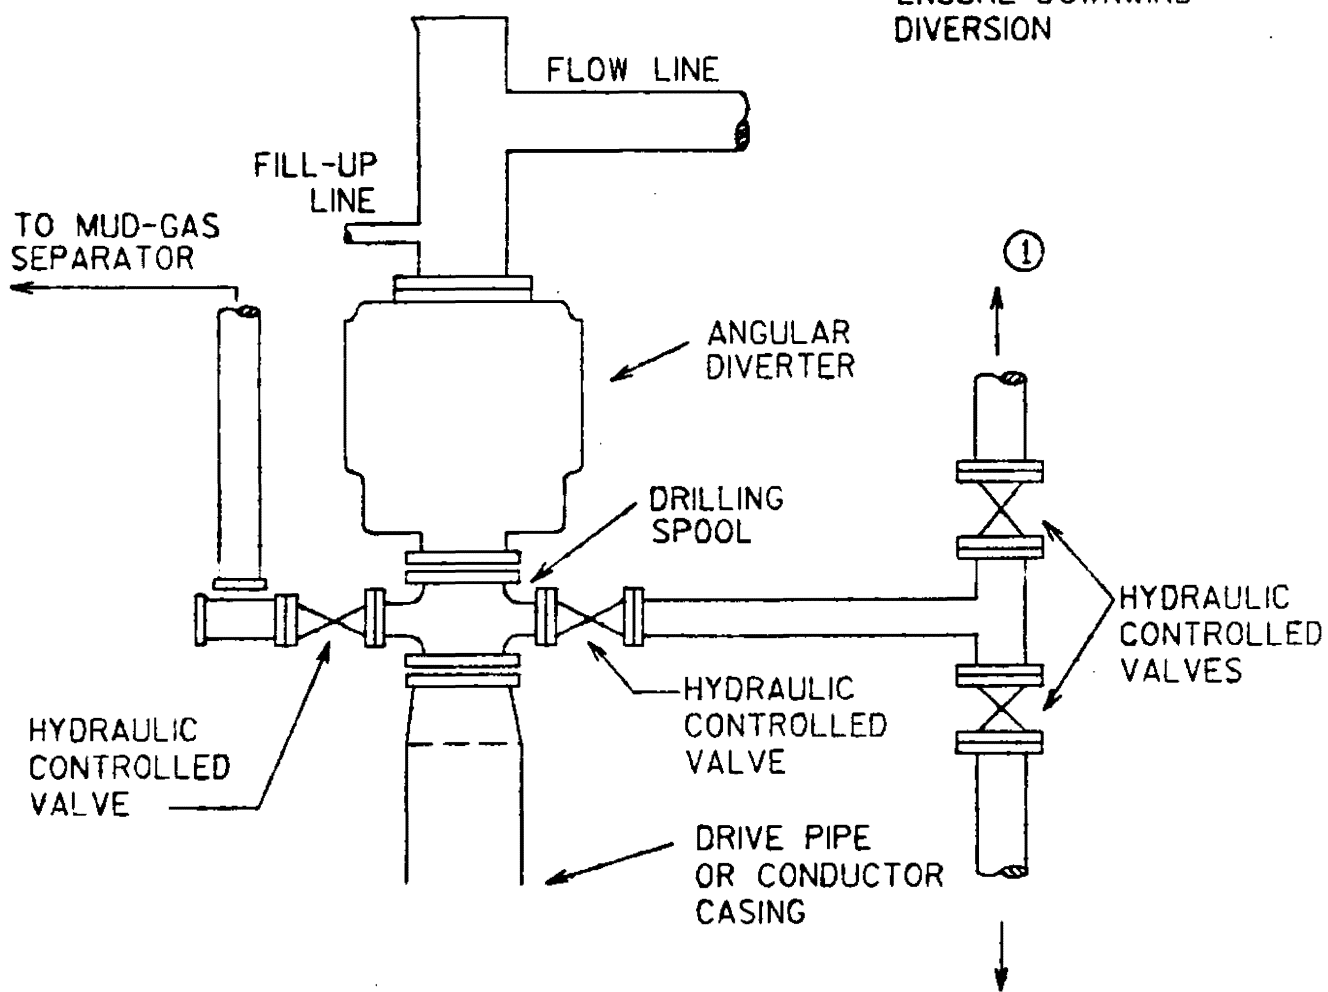 DIVERSION
FLOW LINE
FILL-UP
LINE
TO MUD-GAS
SEPARATOR
①
ANGULAR
DIVERTER
DRILLING
SPOOL
HYDRAULIC
CONTROLLED
VALVES
HYDRAULIC
CONTROLLED
VALVE
HYDRAULIC
CONTROLLED
VALVE
DRIVE PIPE
OR CONDUCTOR
CASING